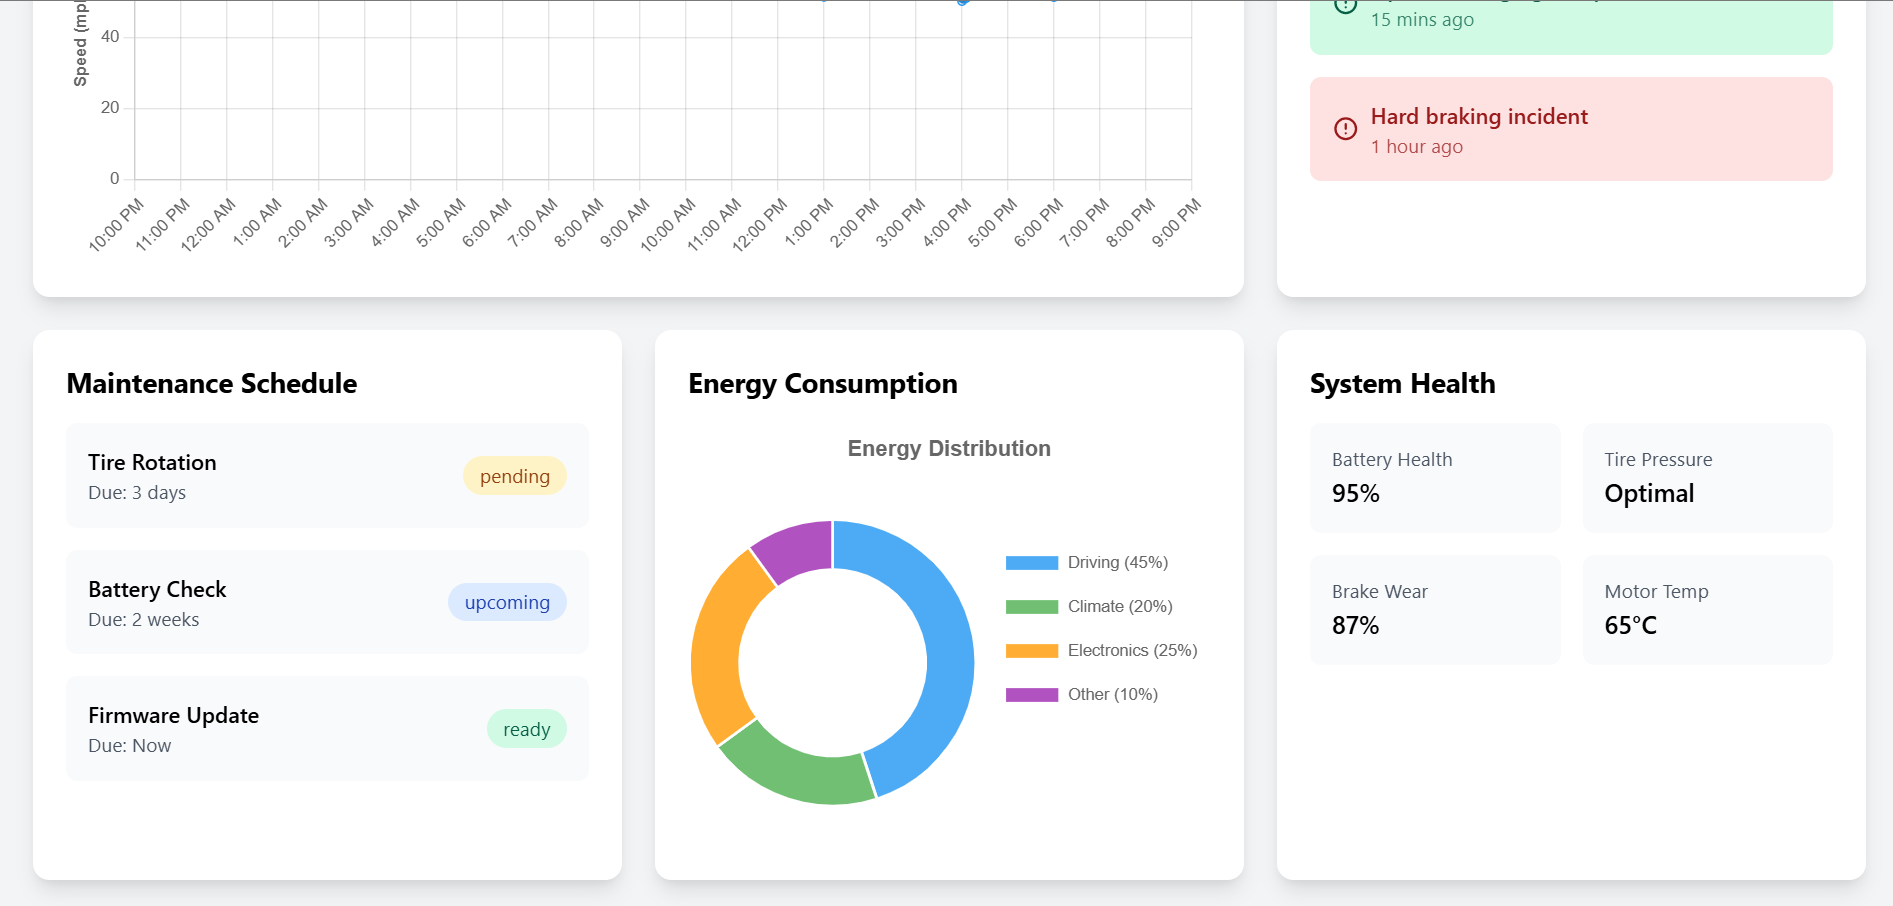 Speed (mp
40
20
0
10:00 PM
11:00 PM
12:00 AM
1:00 AM
2:00 AM
3:00 AM
4:00 AM
5:00 AM
6:00 AM
7:00 AM
8:00 AM
9:00 AM
10:00 AM
11:00 AM
12:00 PM
1:00 PM
2:00 PM
3:00 PM
4:00 PM
5:00 PM
6:00 PM
7:00 PM
8:00 PM
9:00 PM
15 mins ago
Hard braking incident
1 hour ago
Maintenance Schedule
Tire Rotation
Due: 3 days
pending
Battery Check
Due: 2 weeks
upcoming
Firmware Update
Due: Now
ready
Energy Consumption
Energy Distribution
Driving (45%)
Climate (20%)
Electronics (25%)
Other (10%)
System Health
Battery Health
95%
Tire Pressure
Optimal
Brake Wear
87%
Motor Temp
65°C